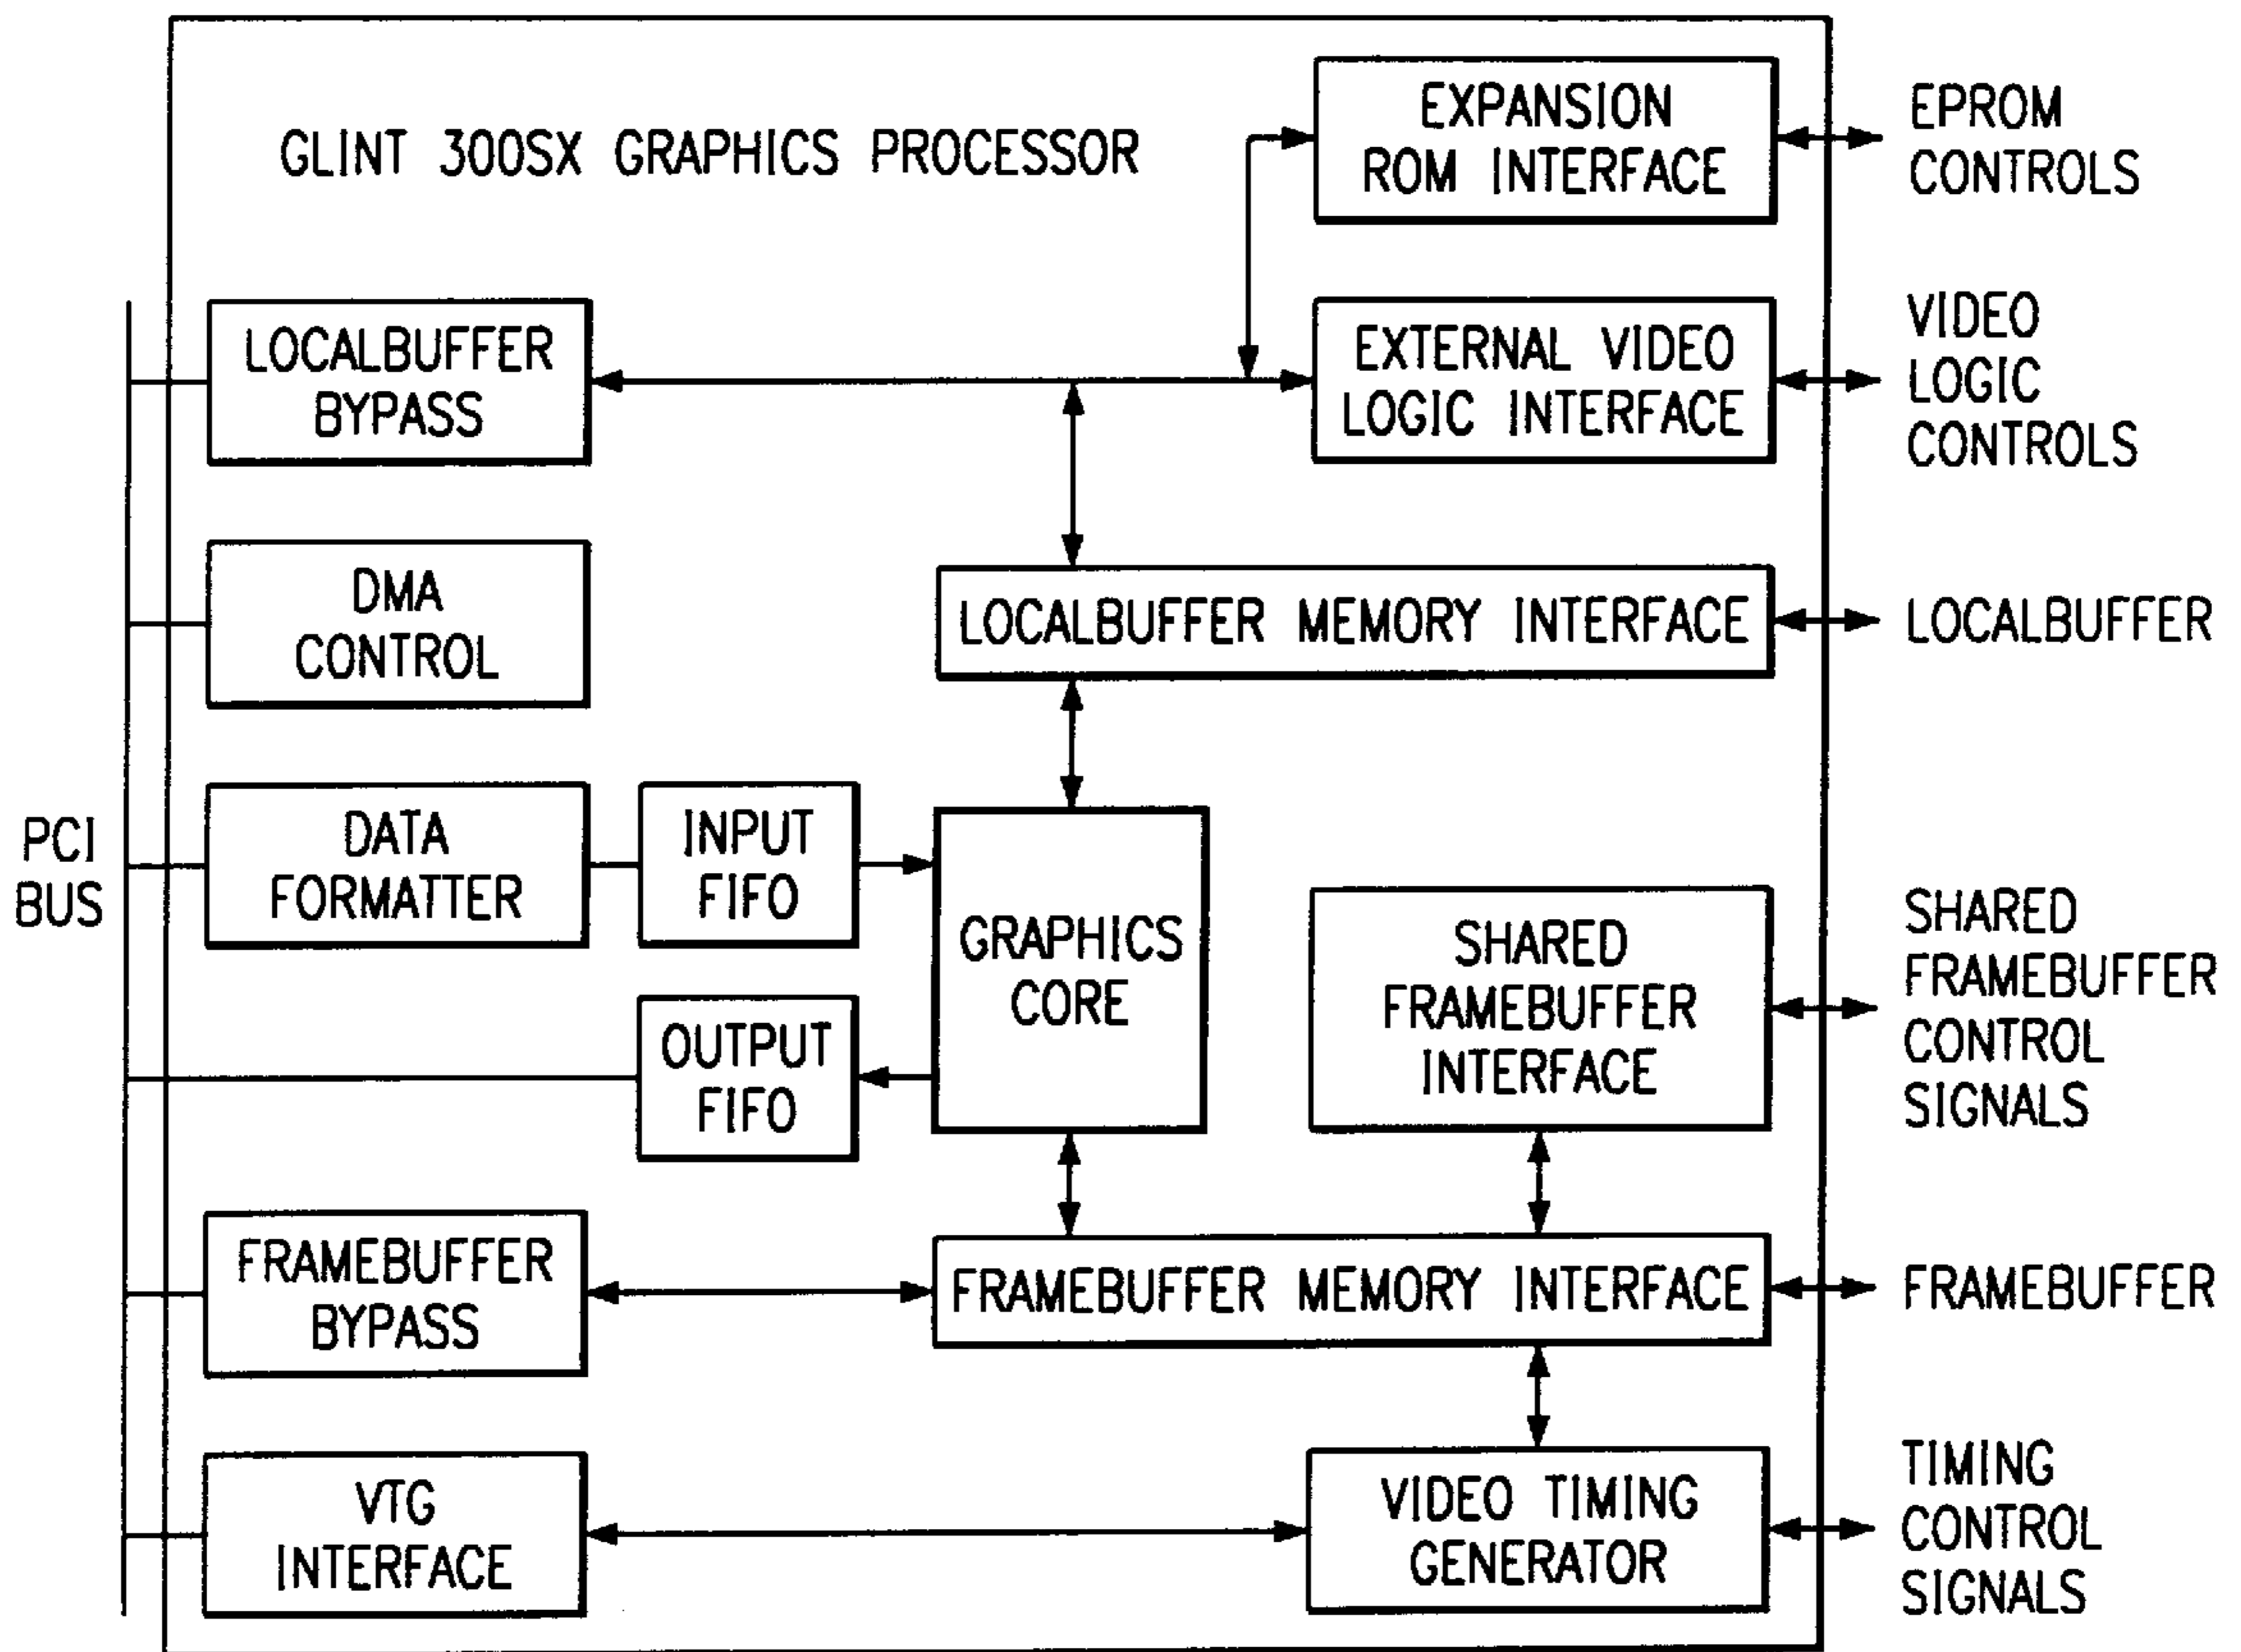 GLINT 300SX GRAPHICS PROCESSOR
EXPANSION
ROM INTERFACE
EPROM
CONTROLS
LOCALBUFFER
BYPASS
EXTERNAL VIDEO
LOGIC INTERFACE
VIDEO
LOGIC
CONTROLS
DMA
CONTROL
LOCALBUFFER MEMORY INTERFACE
LOCALBUFFER
PCI
BUS
DATA
FORMATTER
INPUT
FIFO
GRAPHICS
CORE
SHARED
FRAMEBUFFER
INTERFACE
SHARED
FRAMEBUFFER
CONTROL
SIGNALS
OUTPUT
FIFO
FRAMEBUFFER
BYPASS
FRAMEBUFFER MEMORY INTERFACE
FRAMEBUFFER
VTG
INTERFACE
VIDEO TIMING
GENERATOR
TIMING
CONTROL
SIGNALS